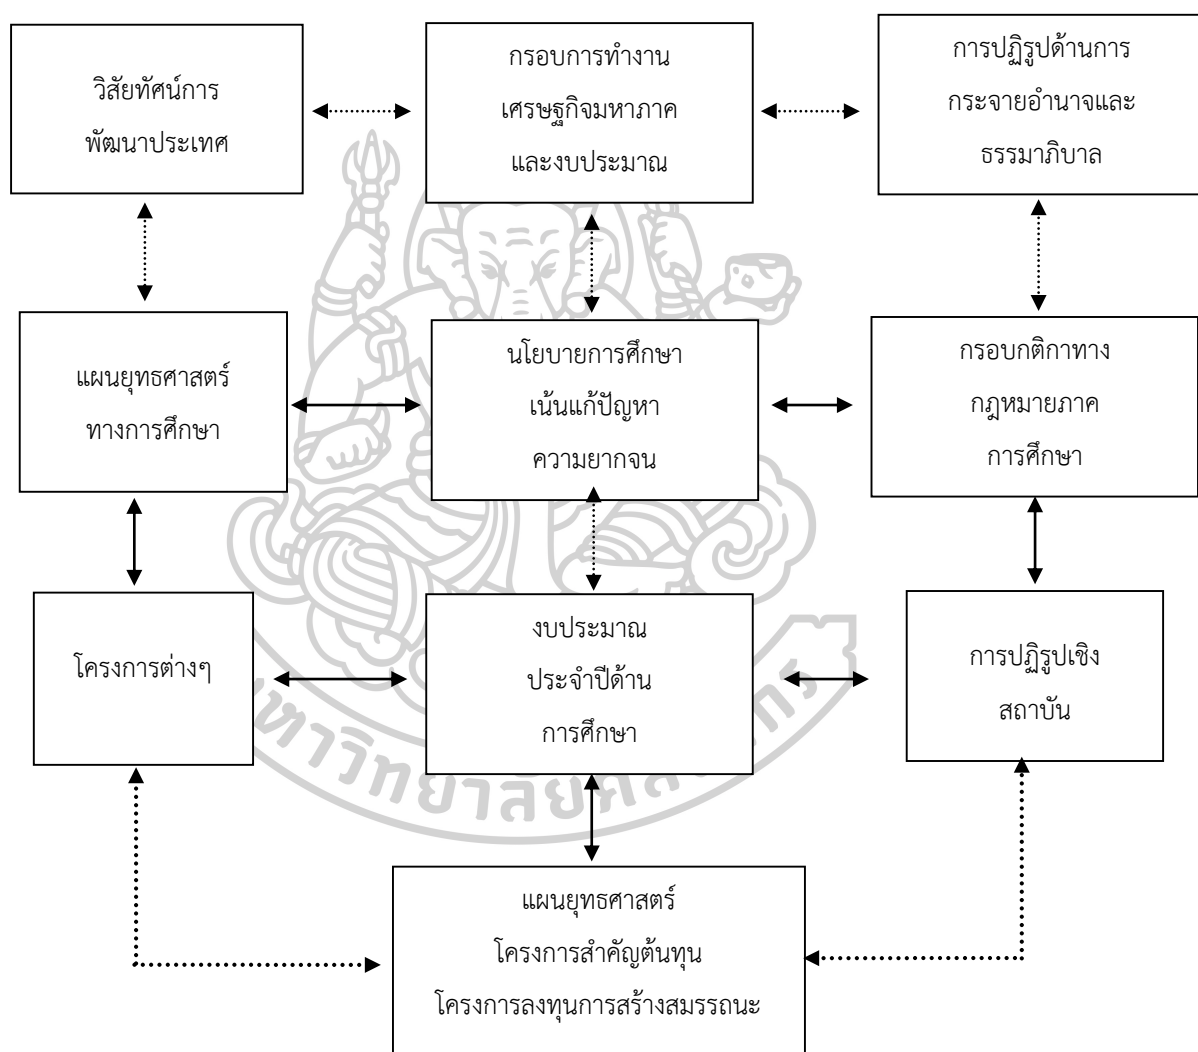 วิสัยทัศน์การ
พัฒนาประเทศ
กรอบการทำงาน
เศรษฐกิจมหาภาค
และงบประมาณ
การปฏิรูปด้านการ
กระจายอำนาจและ
ธรรมาภิบาล
แผนยุทธศาสตร์
ทางการศึกษา
นโยบายการศึกษา
เน้นแก้ปัญหา
ความยากจน
กรอบกติกาทาง
กฎหมายภาค
การศึกษา
โครงการต่างๆ
งบประมาณ
ประจำปีด้าน
การศึกษา
การปฏิรูปเชิง
สถาบัน
แผนยุทธศาสตร์
โครงการสำคัญต้นทุน
โครงการลงทุนการสร้างสมรรถนะ